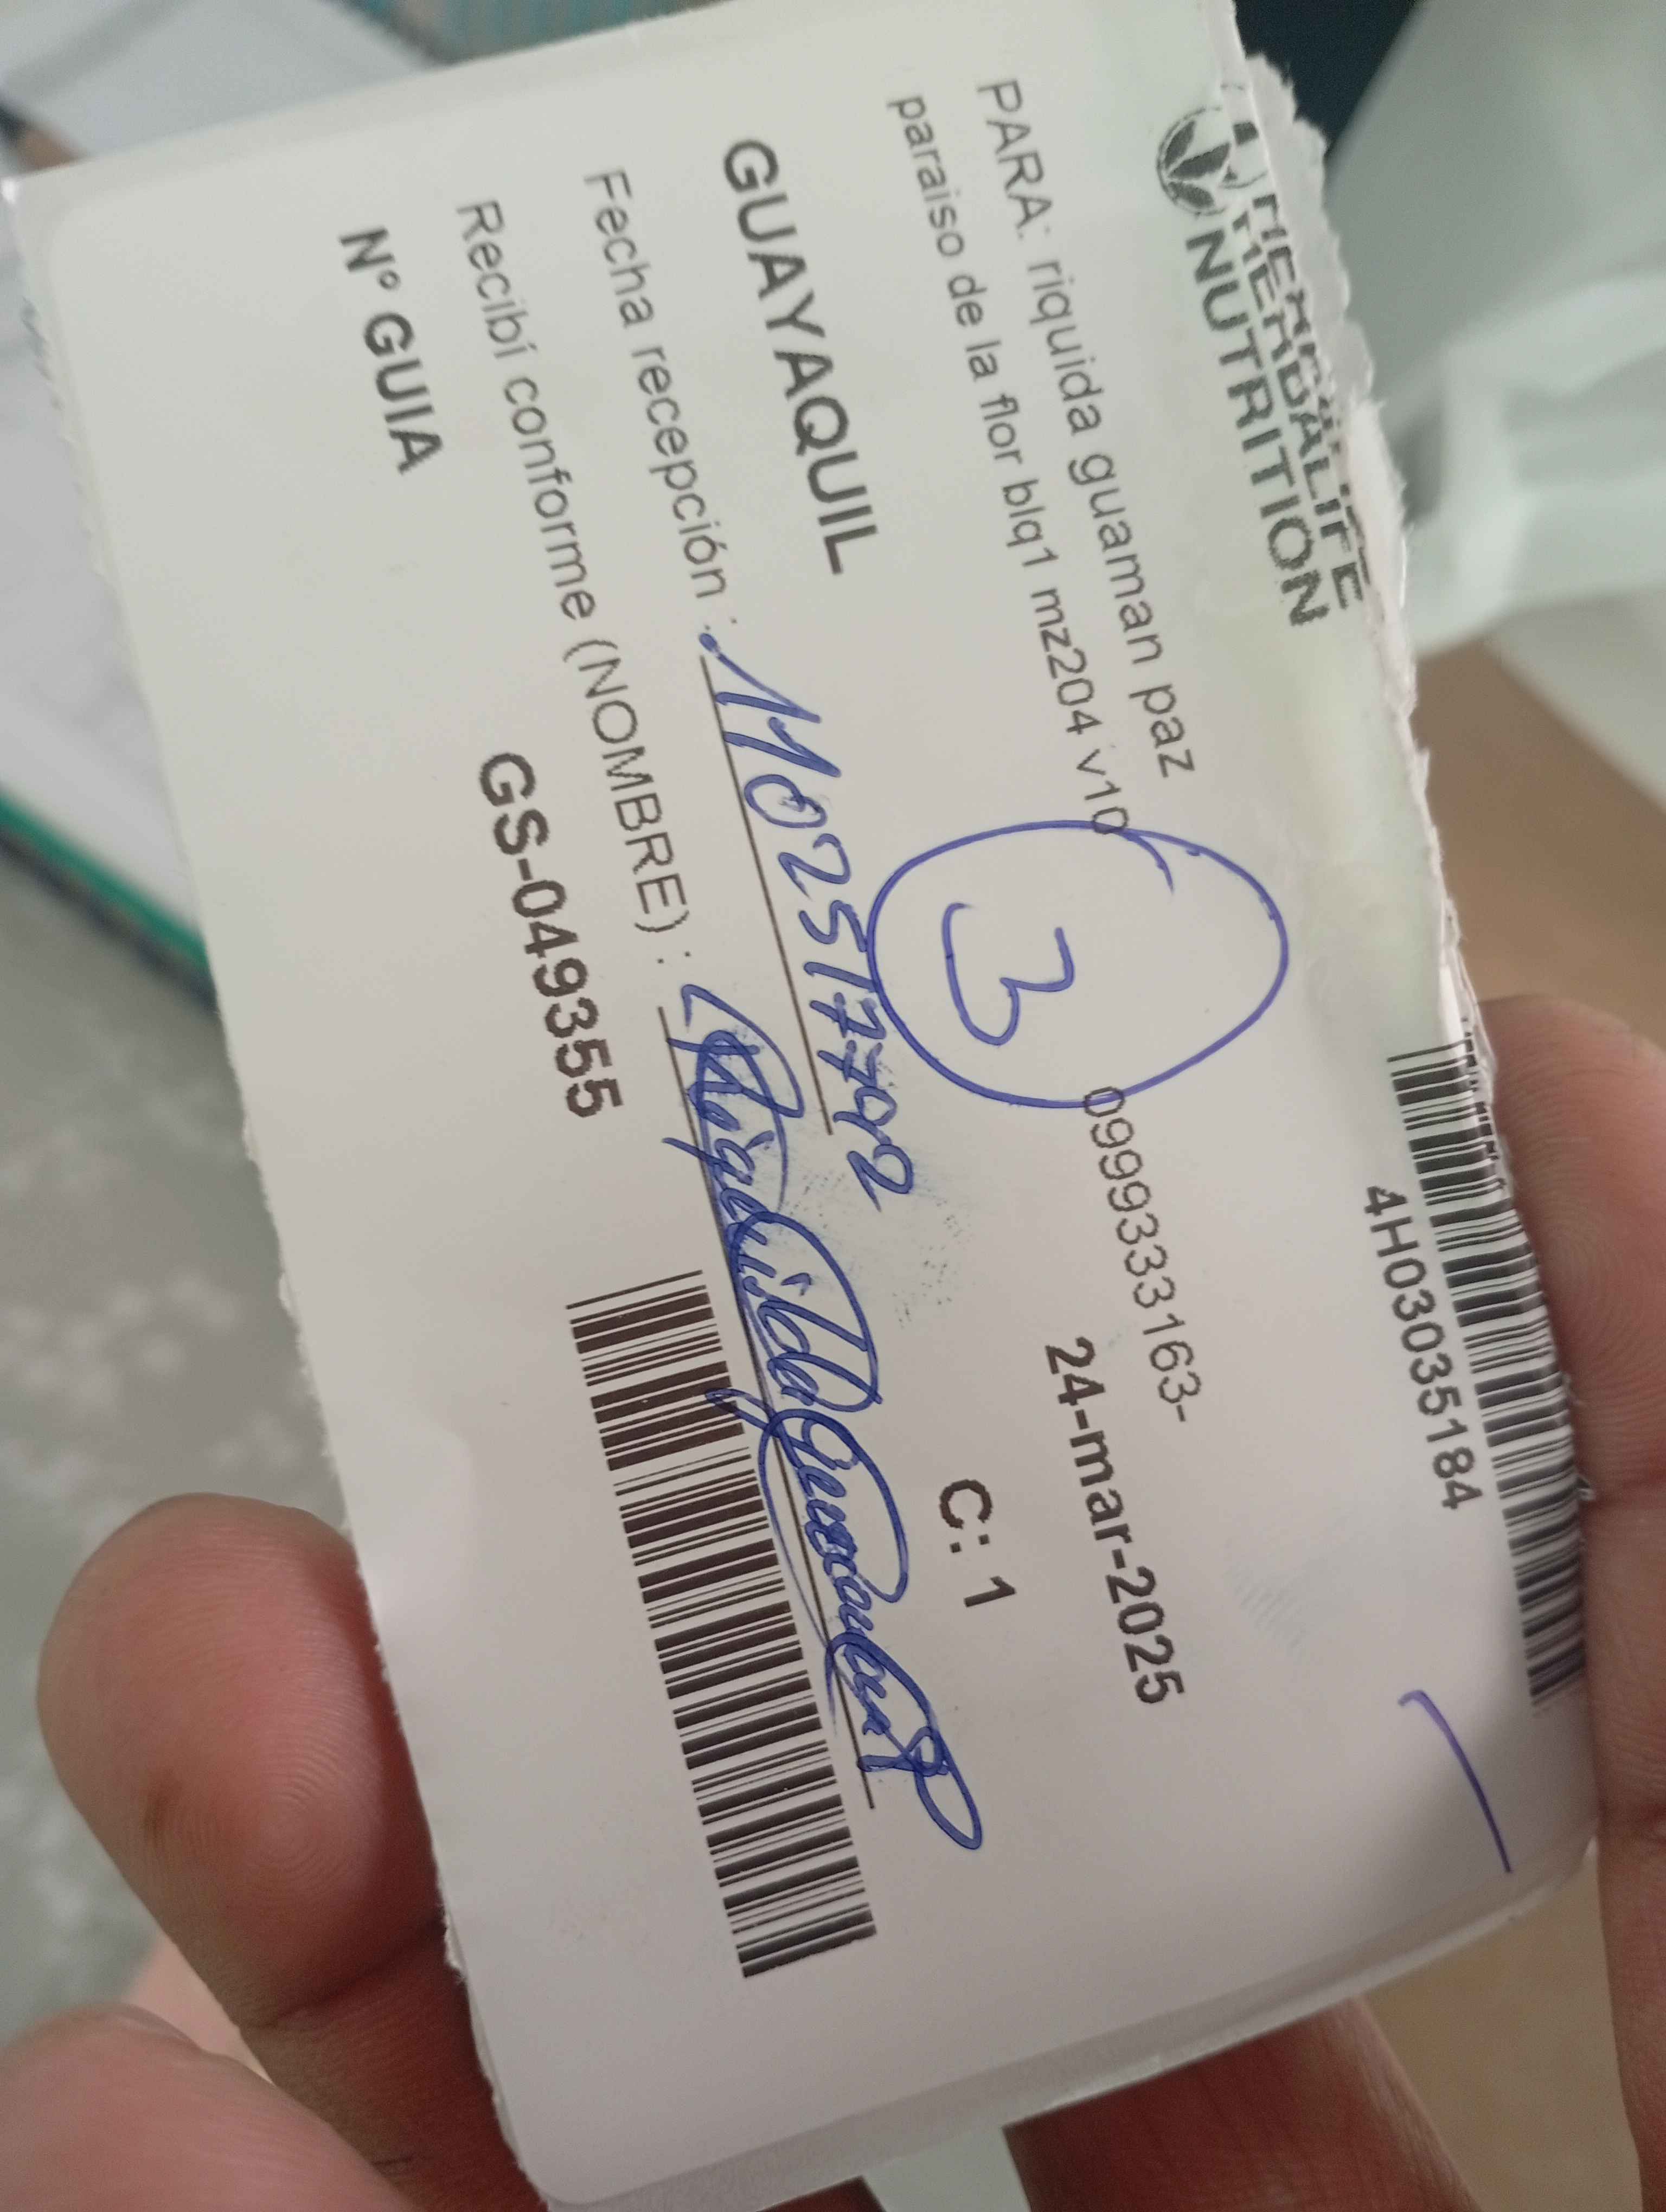 HERBALIFE
NUTRITION
4H03035184
PARA: riquida guaman paz
0999333163-
paraiso de la flor blq1 mz204 v10
24-mar-2025
3
GUAYAQUIL
C: 1
Fecha recepción :
Recibí conforme (NOMBRE) :
Nº GUIA
GS-049355